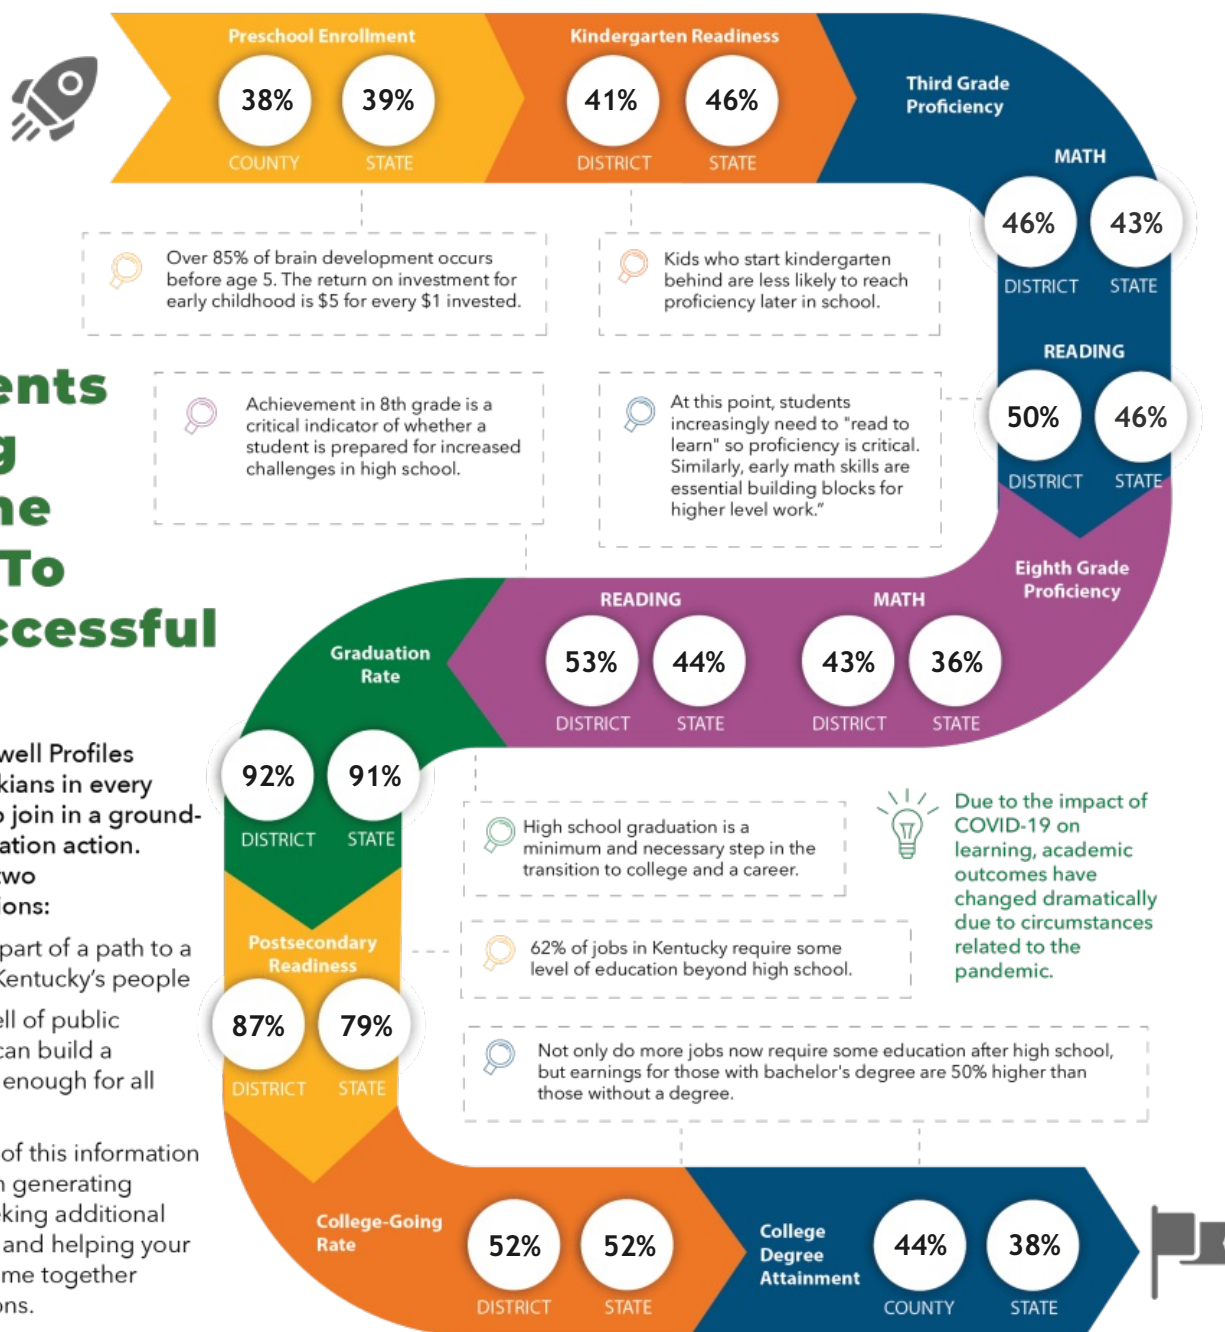 Preschool Enrollment
38%
39%
COUNTY
STATE
Kindergarten Readiness
41%
46%
DISTRICT
STATE
Third Grade
Proficiency
MATH
46%
43%
DISTRICT
STATE
READING
50%
46%
DISTRICT
STATE
Over 85% of brain development occurs
before age 5. The return on investment for
early childhood is $5 for every $1 invested.
Kids who start kindergarten
behind are less likely to reach
proficiency later in school.
Achievement in 8th grade is a
critical indicator of whether a
student is prepared for increased
challenges in high school.
At this point, students
increasingly need to "read to
learn" so proficiency is critical.
Similarly, early math skills are
essential building blocks for
higher level work.”
ents
g
ne
To
ccessful
Eighth Grade
Proficiency
READING
53%
44%
DISTRICT
STATE
MATH
43%
36%
DISTRICT
STATE
Graduation
Rate
92%
91%
DISTRICT
STATE
well Profiles
kians in every
o join in a ground-
ation action.
two
ions:
part of a path to a
Kentucky’s people
ell of public
can build a
enough for all
of this information
n generating
king additional
and helping your
me together
ons.
High school graduation is a
minimum and necessary step in the
transition to college and a career.
Due to the impact of
COVID-19 on
learning, academic
outcomes have
changed dramatically
due to circumstances
related to the
pandemic.
Postsecondary
Readiness
87%
79%
DISTRICT
STATE
62% of jobs in Kentucky require some
level of education beyond high school.
Not only do more jobs now require some education after high school,
but earnings for those with bachelor's degree are 50% higher than
those without a degree.
College-Going
Rate
52%
52%
DISTRICT
STATE
College
Degree
Attainment
44%
38%
COUNTY
STATE